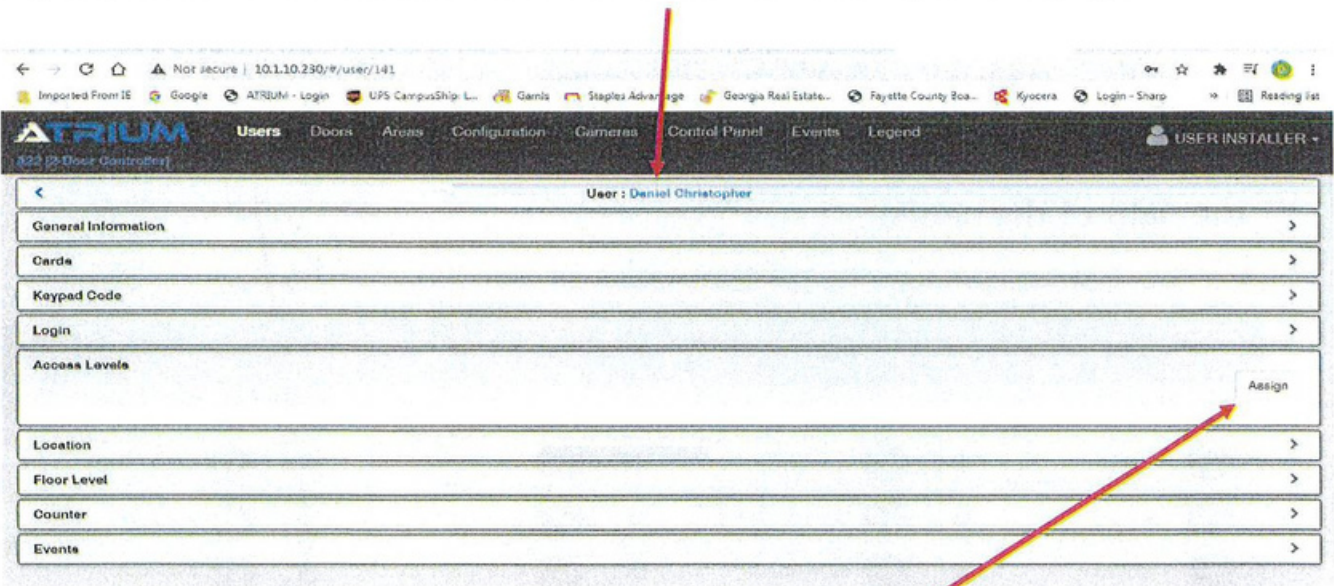 Not secure | 10.1.10.230/#/user/141
Imported From IE Google ATRIUM - Login UPS CampusShip: L... Garnis Staples Advantage Georgia Real Estate... Fayette County Boa... Kyocera Login - Sharp » Reading list
ATRIUM Users Doors Areas Configuration Cameras Control Panel Events Legend USER INSTALLER
[2-Door Controller]
User : Daniel Christopher
General Information
Cards
Keypad Code
Login
Access Levels
Assign
Location
Floor Level
Counter
Events